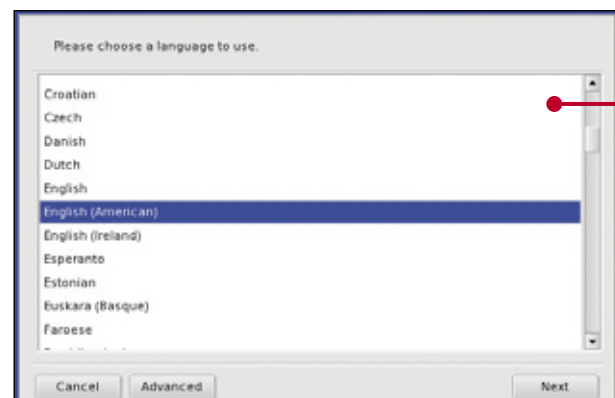 Please choose a language to use.
Croatian
Czech
Danish
Dutch
English
English (American)
English (Ireland)
Esperanto
Estonian
Euskara (Basque)
Faroese
Cancel
Advanced
Next